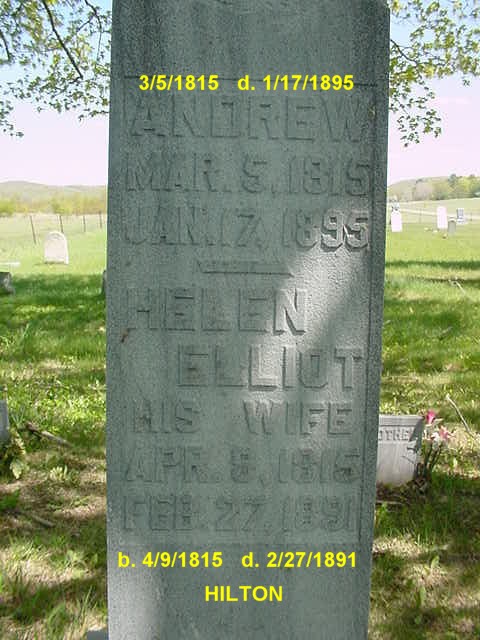 3/5/1815 d. 1/17/1895
ANDREW
MAR. 5, 1815
JAN. 17, 1895
HELEN
ELLIOT
HIS WIFE
APR. 9, 1815
FEB. 27, 1891
b. 4/9/1815 d. 2/27/1891
HILTON